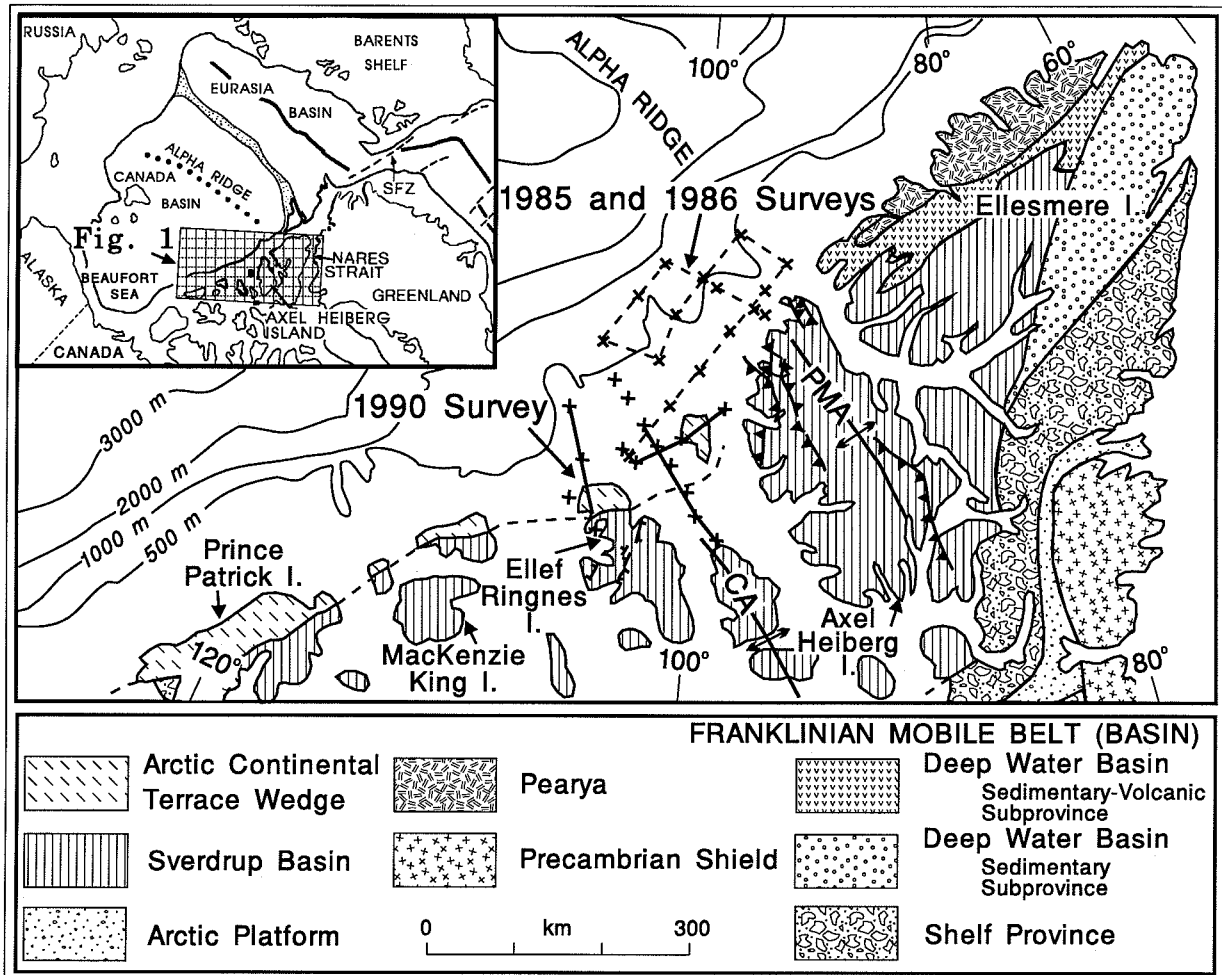 RUSSIA
BARENTS
SHELF
EURASIA
BASIN
ALPHA RIDGE
CANADA
BASIN
SFZ
Fig. 1
NARES
STRAIT
ALASKA
BEAUFORT
SEA
GREENLAND
AXEL HEIBERG
ISLAND
CANADA
ALPHA RIDGE
100°
80°
60°
1985 and 1986 Surveys
Ellesmere I.
PMA
1990 Survey
3000 m
2000 m
1000 m
500 m
Prince
Patrick I.
Ellef
Ringnes
I.
CA
Axel
Heiberg
I.
MacKenzie
King I.
120°
100°
80°
FRANKLINIAN MOBILE BELT (BASIN)
Arctic Continental
Terrace Wedge
Pearya
Deep Water Basin
Sedimentary-Volcanic
Subprovince
Sverdrup Basin
Precambrian Shield
Deep Water Basin
Sedimentary
Subprovince
Arctic Platform
0 km 300
Shelf Province